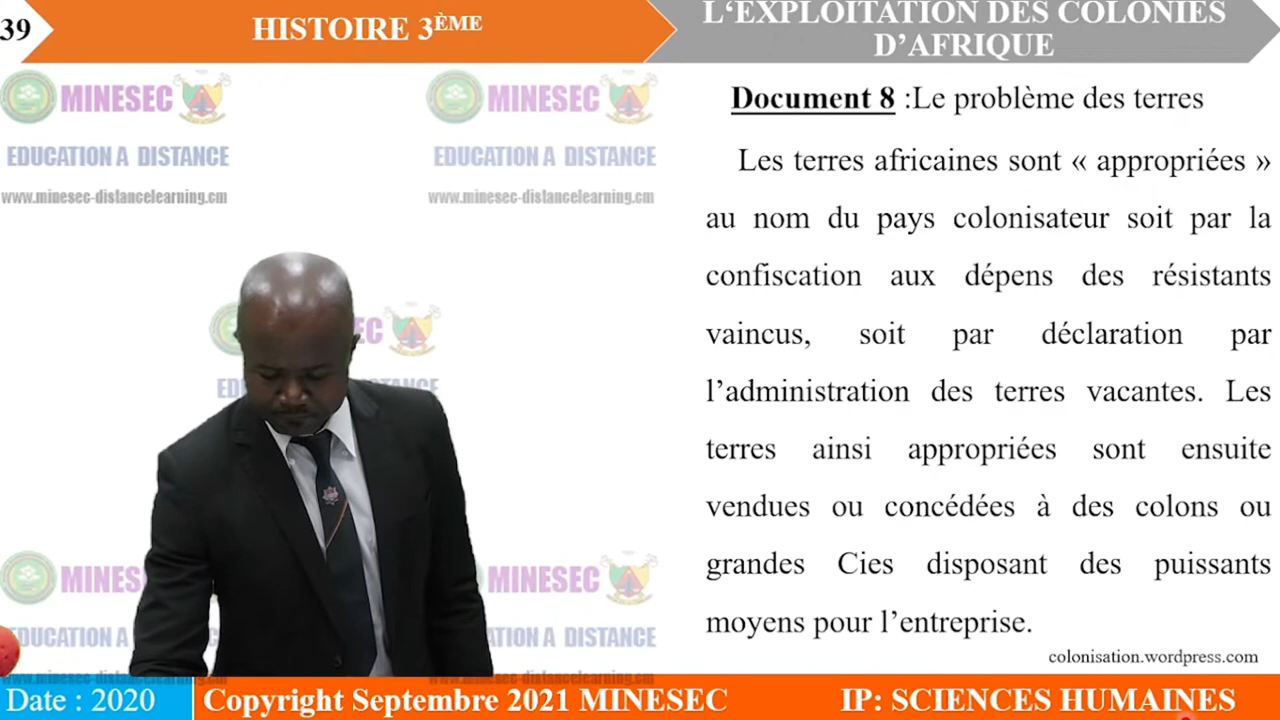 39
HISTOIRE 3ÈME
L‘EXPLOITATION DES COLONIES
D’AFRIQUE
MINESEC
EDUCATION A DISTANCE
www.minesec-distancelearning.cm
MINESEC
EDUCATION A DISTANCE
www.minesec-distancelearning.cm
Document 8 :Le problème des terres
Les terres africaines sont « appropriées »
au nom du pays colonisateur soit par la
confiscation aux dépens des résistants
vaincus, soit par déclaration par
l’administration des terres vacantes. Les
terres ainsi appropriées sont ensuite
vendues ou concédées à des colons ou
grandes Cies disposant des puissants
moyens pour l’entreprise.
colonisation.wordpress.com
MINESEC
DISTANCE
Date : 2020
Copyright Septembre 2021 MINESEC
IP: SCIENCES HUMAINES